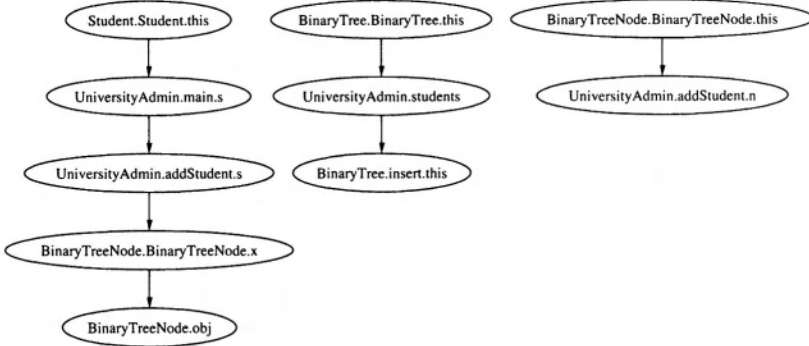 Student.Student.this
BinaryTree.BinaryTree.this
BinaryTreeNode.BinaryTreeNode.this
UniversityAdmin.main.s
UniversityAdmin.students
UniversityAdmin.addStudent.n
UniversityAdmin.addStudent.s
BinaryTree.insert.this
BinaryTreeNode.BinaryTreeNode.x
BinaryTreeNode.obj